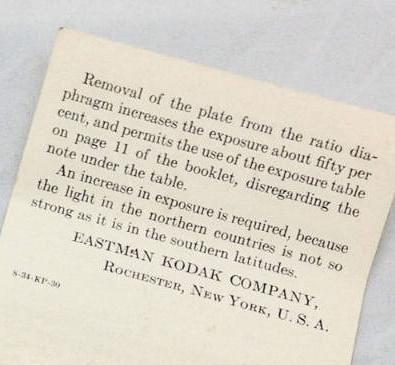 Removal of the plate from the ratio dia-
phragm increases the exposure about fifty per
cent, and permits the use of the exposure table
on page 11 of the booklet, disregarding the
note under the table.
An increase in exposure is required, because
the light in the northern countries is not so
strong as it is in the southern latitudes.
EASTMAN KODAK COMPANY,
ROCHESTER, NEW YORK, U. S. A.
8-34-KP-30